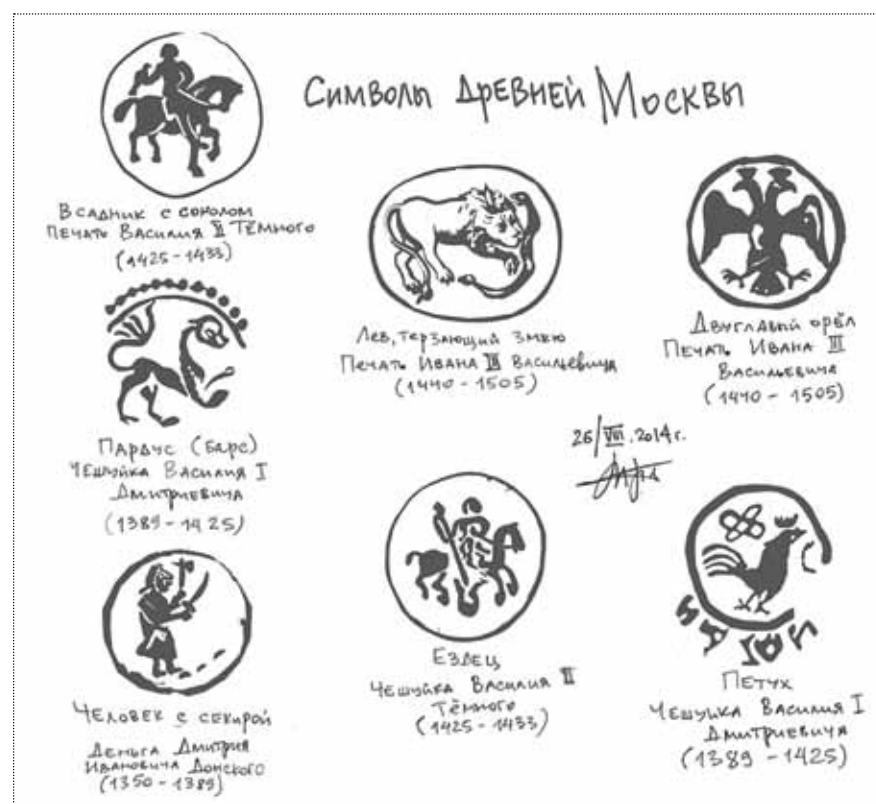 Символы древней Москвы
Всадник с соколом
Печать Василия II Тёмного
(1425-1433)
Лев, терзающий змею
Печать Ивана III Васильевича
(1440-1505)
Двуглавый орёл
Печать Ивана III
Васильевича
(1440-1505)
Пардус (барс)
Чешуйка Василия I
Дмитриевича
(1389-1425)
26/VIII.2014г.
Человек с секирой
Деньга Дмитрия
Ивановича Донского
(1350-1389)
Ездец
Чешуйка Василия II
Тёмного
(1425-1433)
Петух
Чешуйка Василия I
Дмитриевича
(1389-1425)